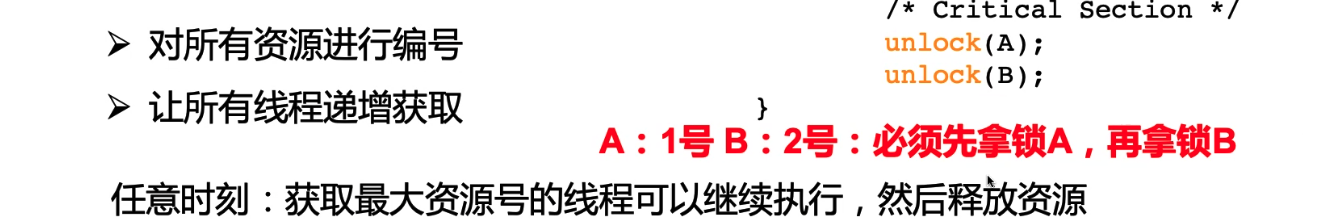 /* Critical Section */
➢ 对所有资源进行编号
unlock(A);
unlock(B);
➢ 让所有线程递增获取
}
A：1号 B：2号：必须先拿锁A，再拿锁B
任意时刻：获取最大资源号的线程可以继续执行，然后释放资源